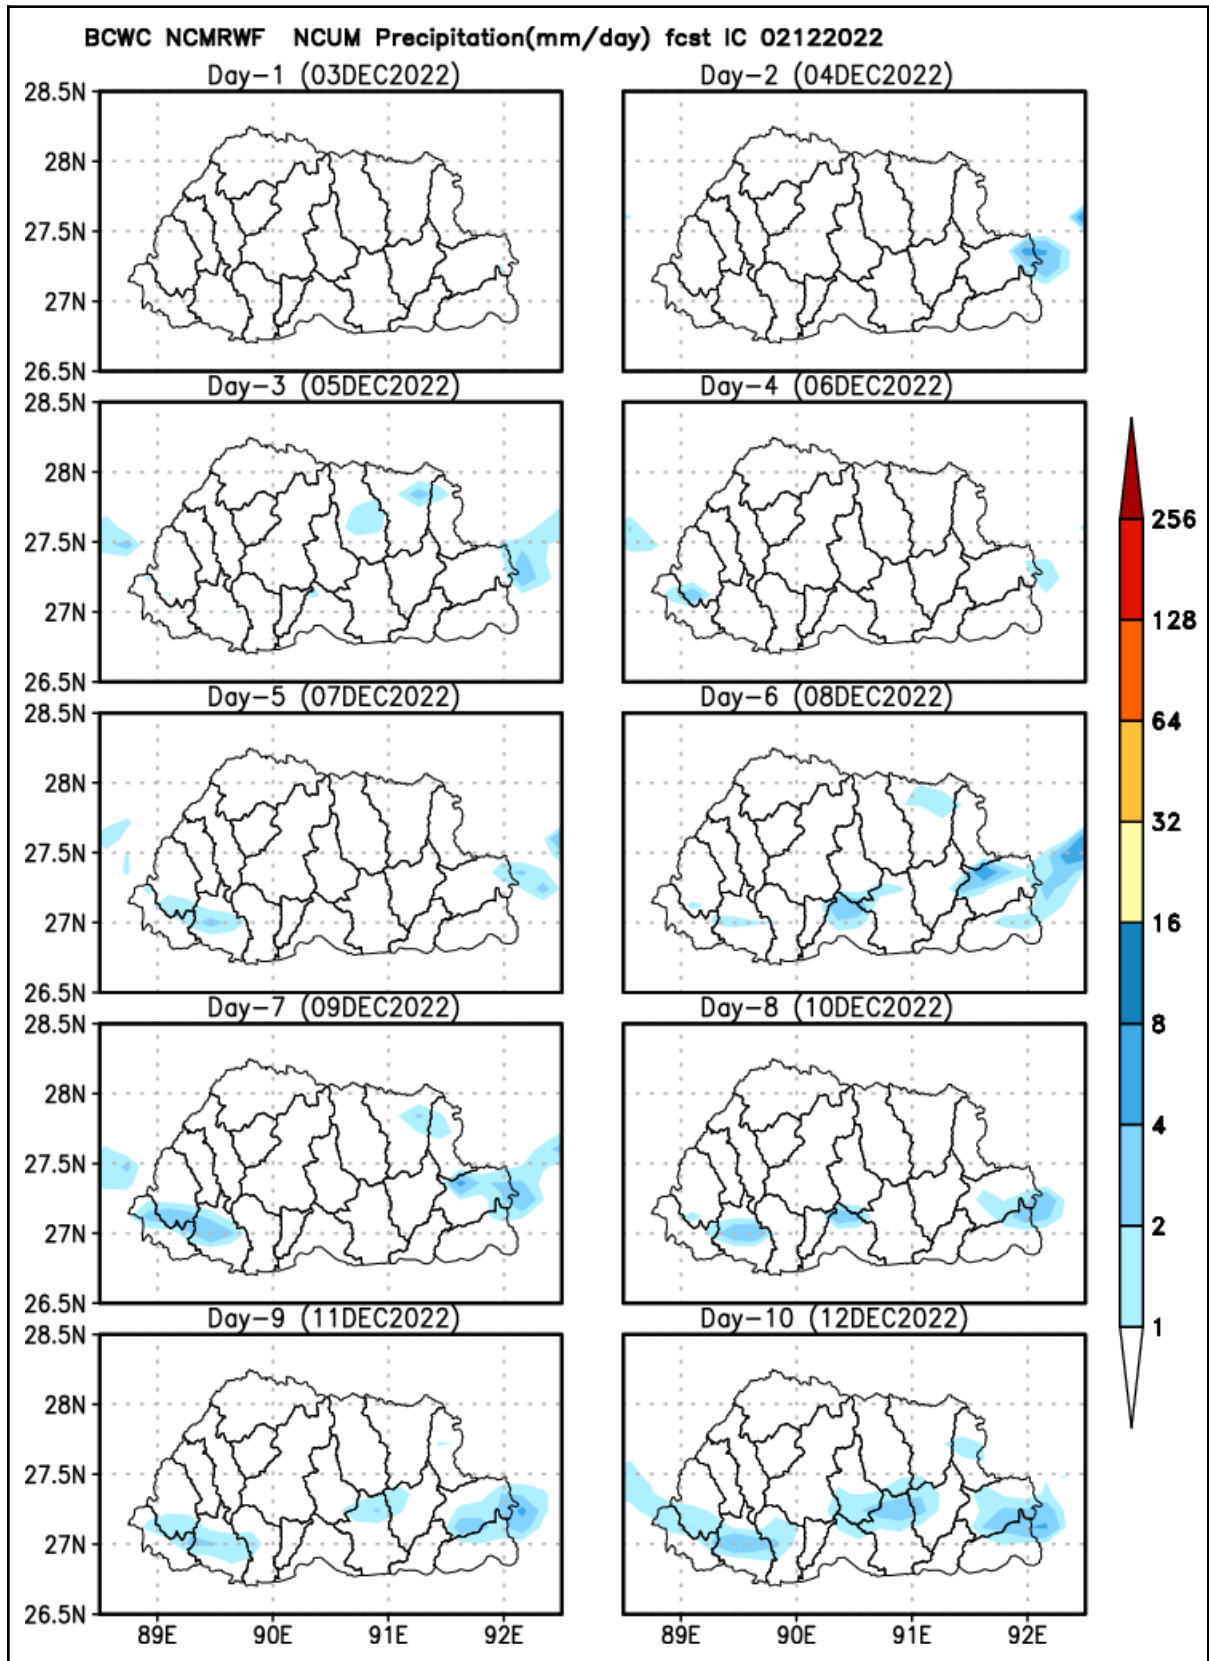 BCWC NCMRWF NCUM Precipitation(mm/day) fcst IC 02122022
Day-1 (03DEC2022)
Day-2 (04DEC2022)
28.5N
28N
27.5N
27N
26.5N
Day-3 (05DEC2022)
Day-4 (06DEC2022)
28.5N
28N
27.5N
27N
26.5N
Day-5 (07DEC2022)
Day-6 (08DEC2022)
28.5N
28N
27.5N
27N
26.5N
Day-7 (09DEC2022)
Day-8 (10DEC2022)
28.5N
28N
27.5N
27N
26.5N
Day-9 (11DEC2022)
Day-10 (12DEC2022)
28.5N
28N
27.5N
27N
26.5N
89E 90E 91E 92E
89E 90E 91E 92E
256
128
64
32
16
8
4
2
1